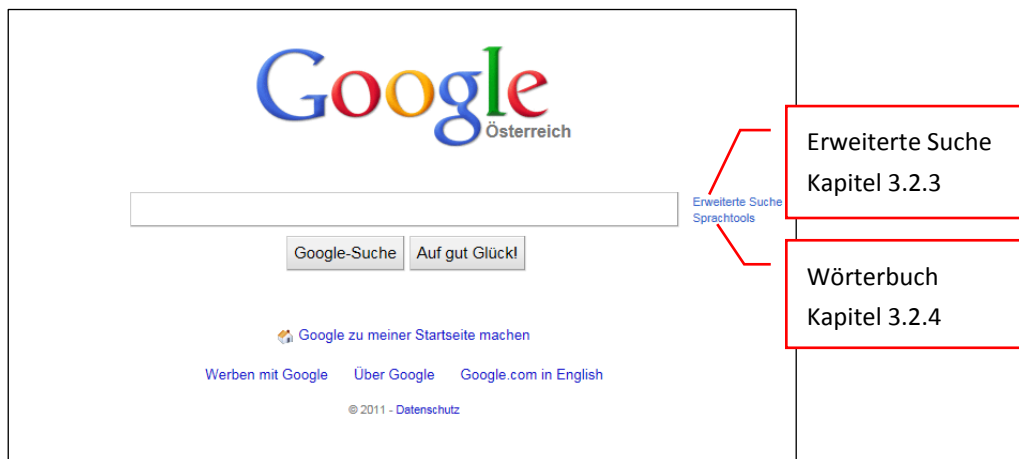 Google
Österreich
Erweiterte Suche
Sprachtools
Google-Suche Auf gut Glück!
Google zu meiner Startseite machen
Werben mit Google Über Google Google.com in English
© 2011 - Datenschutz
Erweiterte Suche
Kapitel 3.2.3
Wörterbuch
Kapitel 3.2.4